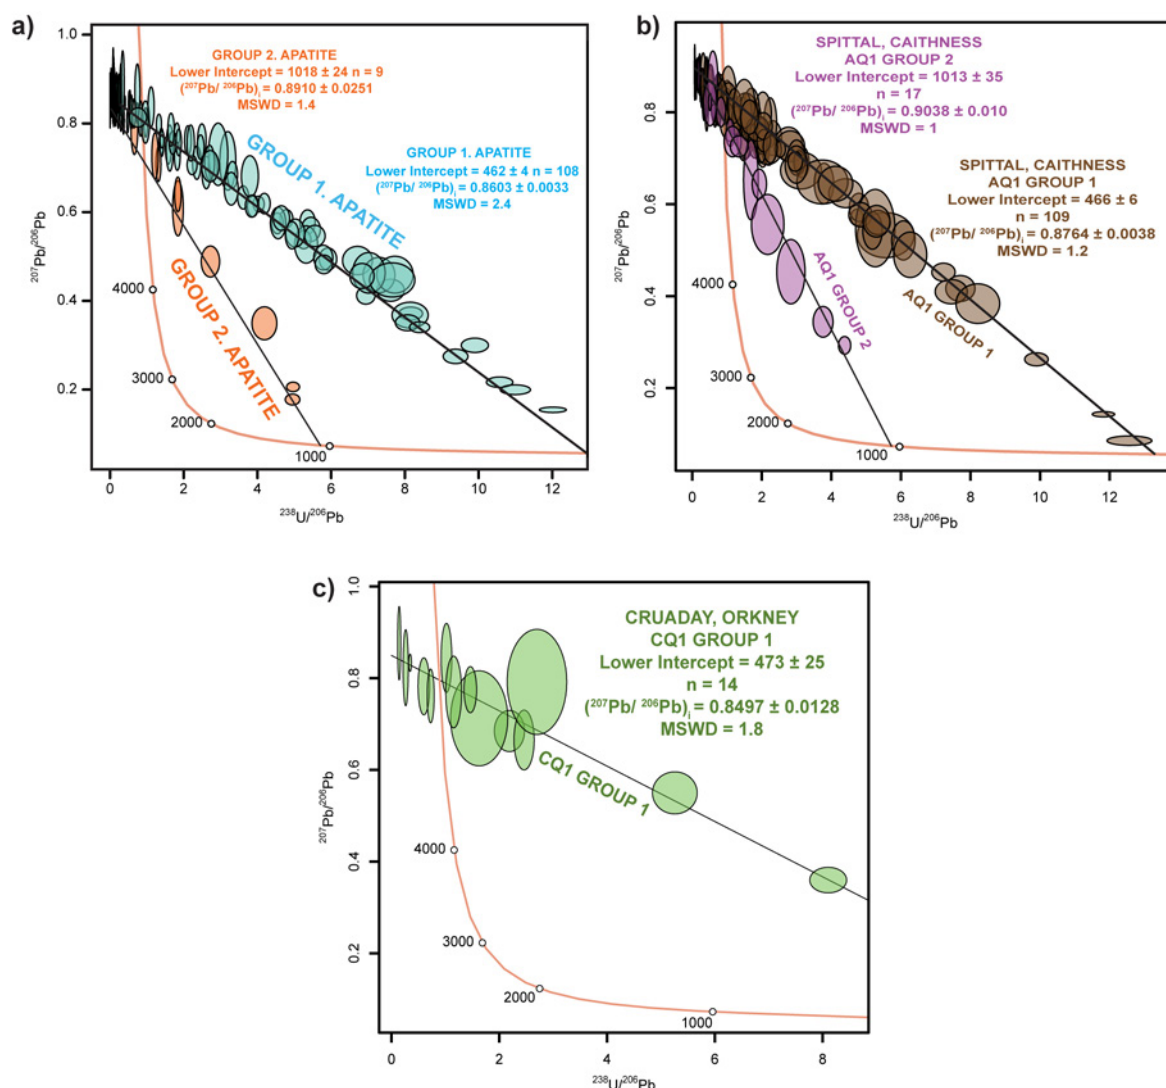 a)
GROUP 2. APATITE
Lower Intercept = 1018 ± 24 n = 9
(²⁰⁷Pb/ ²⁰⁶Pb)ᵢ = 0.8910 ± 0.0251
MSWD = 1.4
GROUP 1. APATITE
Lower Intercept = 462 ± 4 n = 108
(²⁰⁷Pb/ ²⁰⁶Pb)ᵢ = 0.8603 ± 0.0033
MSWD = 2.4
GROUP 1. APATITE
GROUP 2. APATITE
1.0
0.8
0.6
0.4
0.2
²⁰⁷Pb/²⁰⁶Pb
4000
3000
2000
1000
0 2 4 6 8 10 12
²³⁸U/²⁰⁶Pb
b)
SPITTAL, CAITHNESS
AQ1 GROUP 2
Lower Intercept = 1013 ± 35
n = 17
(²⁰⁷Pb/ ²⁰⁶Pb)ᵢ = 0.9038 ± 0.010
MSWD = 1
SPITTAL, CAITHNESS
AQ1 GROUP 1
Lower Intercept = 466 ± 6
n = 109
(²⁰⁷Pb/ ²⁰⁶Pb)ᵢ = 0.8764 ± 0.0038
MSWD = 1.2
AQ1 GROUP 2
AQ1 GROUP 1
1.0
0.8
0.6
0.4
0.2
²⁰⁷Pb/²⁰⁶Pb
4000
3000
2000
1000
0 2 4 6 8 10 12
²³⁸U/²⁰⁶Pb
c)
CRUADAY, ORKNEY
CQ1 GROUP 1
Lower Intercept = 473 ± 25
n = 14
(²⁰⁷Pb/ ²⁰⁶Pb)ᵢ = 0.8497 ± 0.0128
MSWD = 1.8
CQ1 GROUP 1
1.0
0.8
0.6
0.4
0.2
²⁰⁷Pb/²⁰⁶Pb
4000
3000
2000
1000
0 2 4 6 8
²³⁸U/²⁰⁶Pb